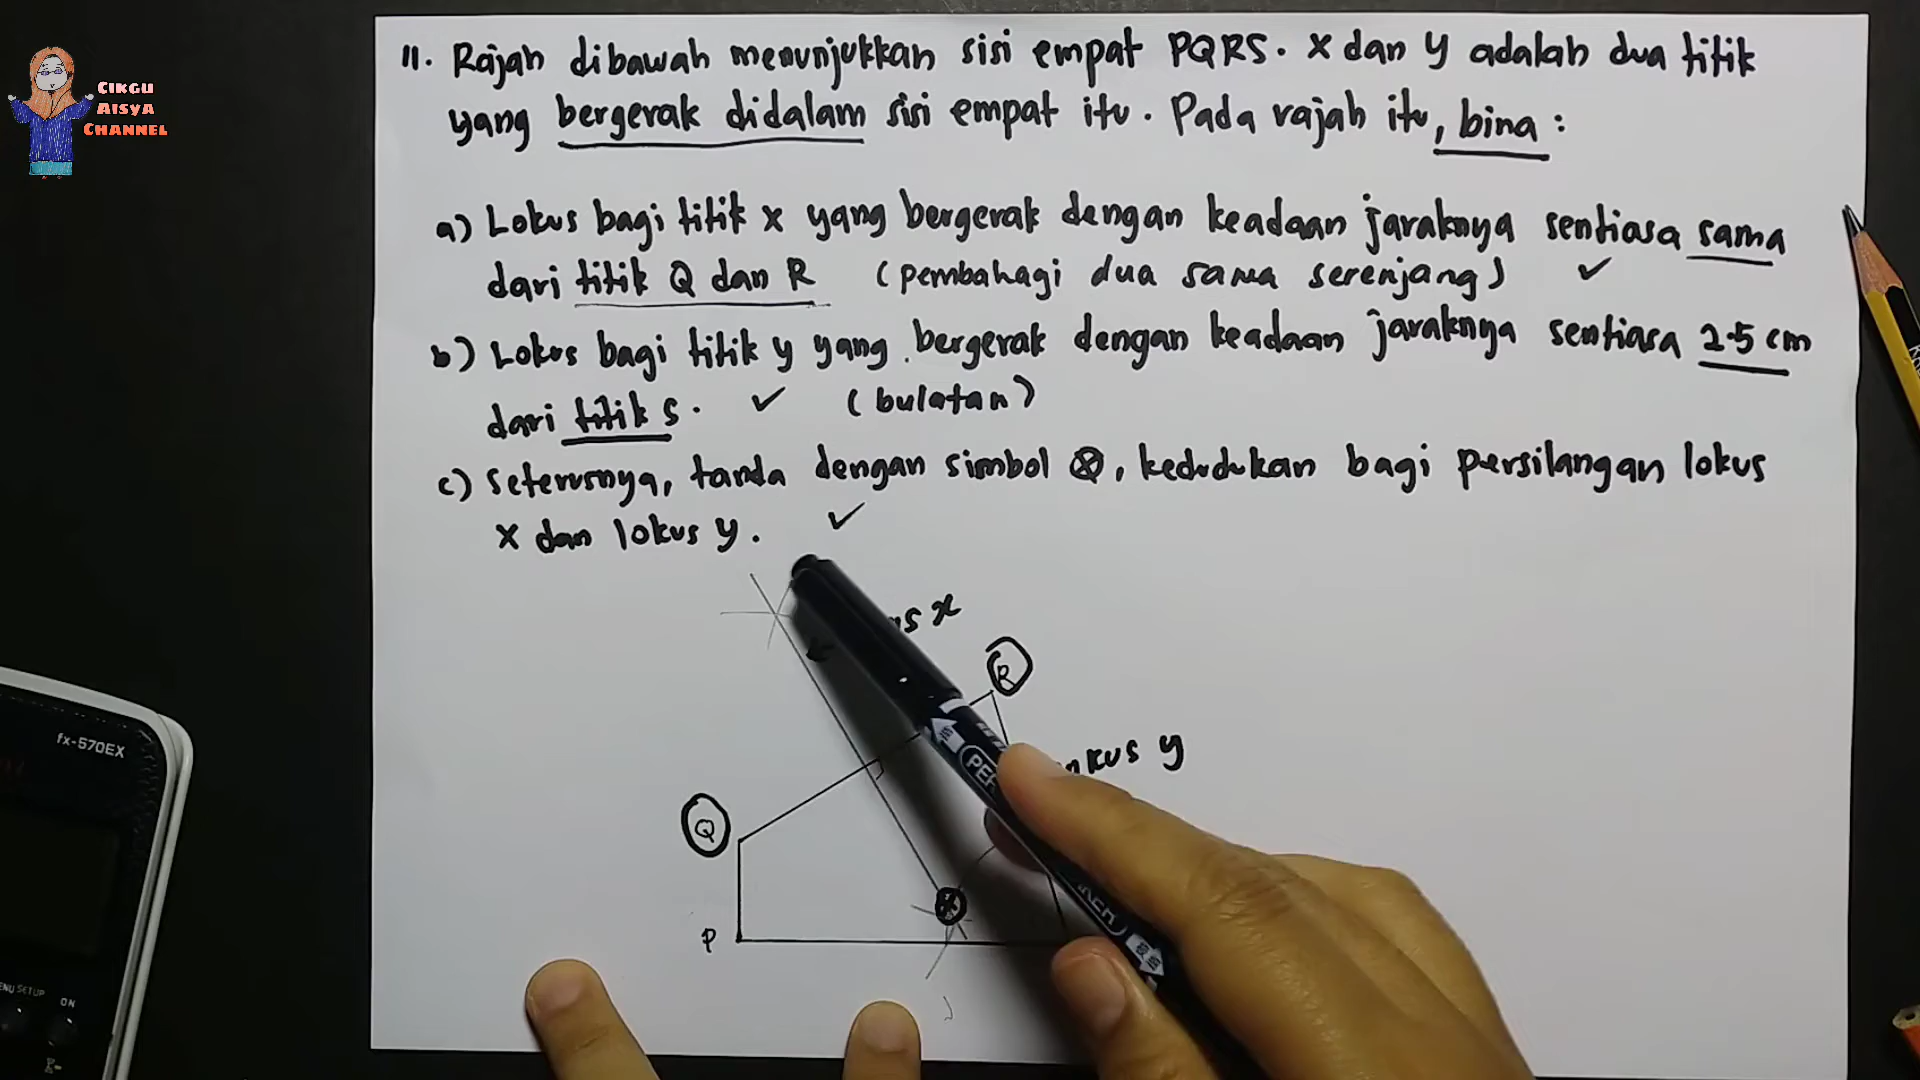 CIKGU
AISYA
CHANNEL
11. Rajah dibawah menunjukkan sisi empat PQRS. x dan y adalah dua titik
yang bergerak didalam sisi empat itu. Pada rajah itu, bina :
a) Lokus bagi titik x yang bergerak dengan keadaan jaraknya sentiasa sama
dari titik Q dan R (pembahagi dua sama serenjang) ✓
b) Lokus bagi titik y yang bergerak dengan keadaan jaraknya sentiasa 2.5 cm
dari titik s. ✓ (bulatan)
c) Seterusnya, tanda dengan simbol ⊗, kedudukan bagi persilangan lokus
x dan lokus y. ✓
x
R
y
fx-570EX
Q
P
SETUP
ON